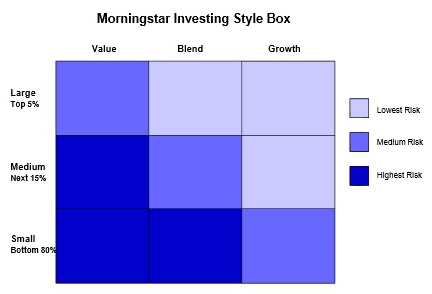 Morningstar Investing Style Box
Value Blend Growth
Large
Top 5%
Lowest Risk
Medium Risk
Medium
Next 15%
Highest Risk
Small
Bottom 80%